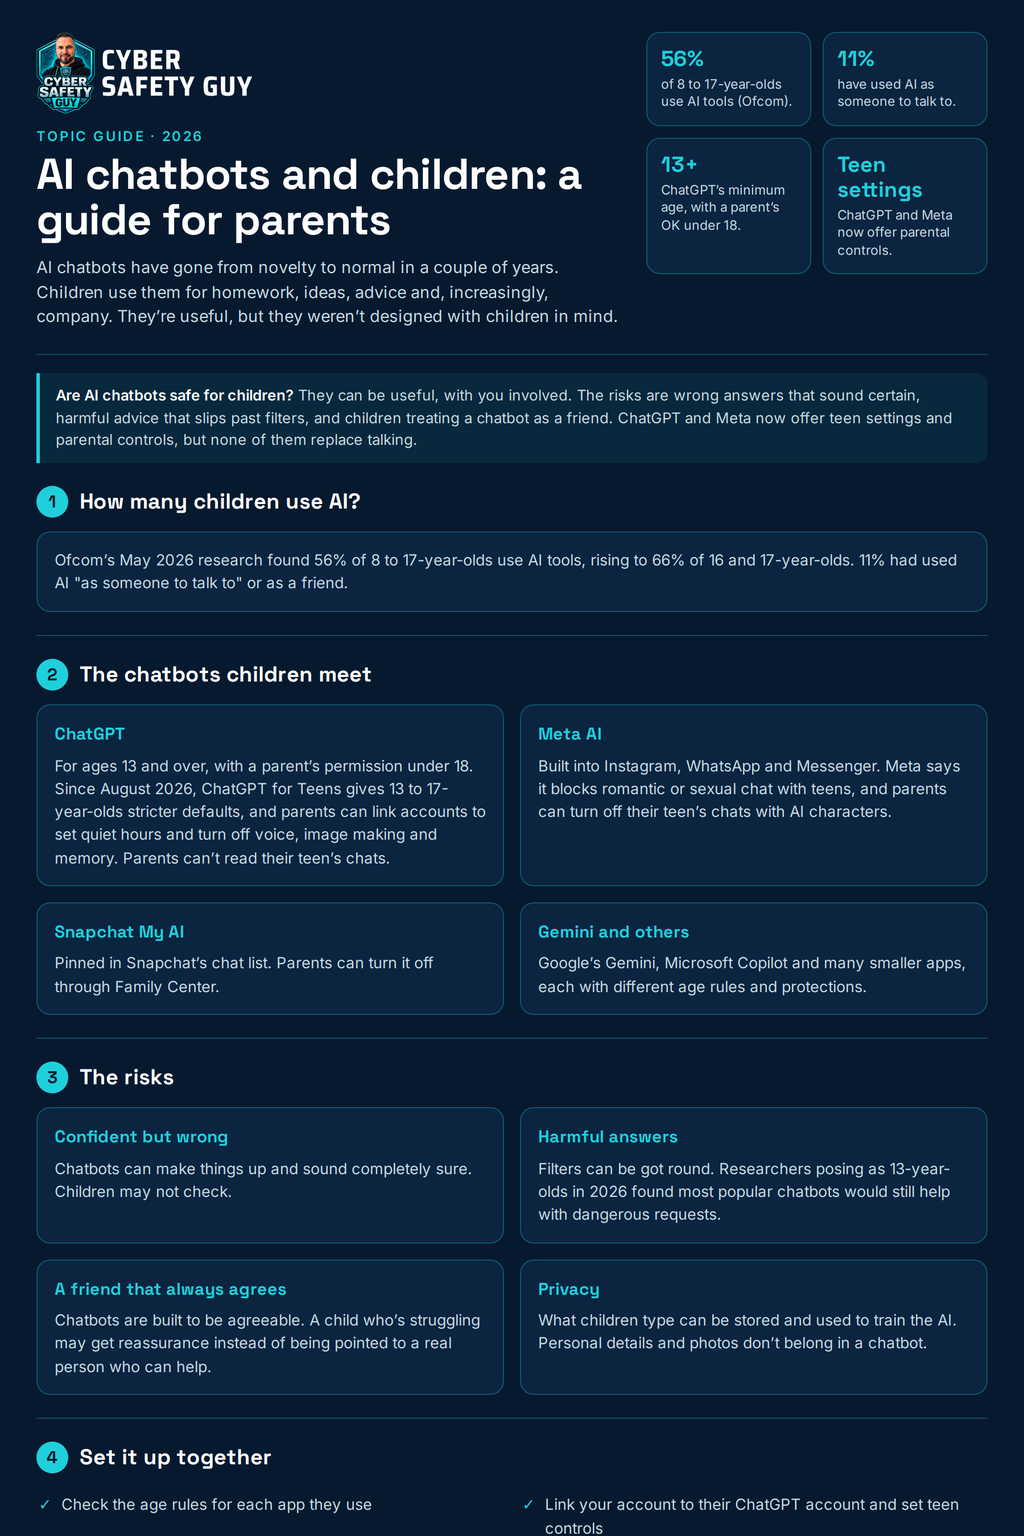 CYBER
SAFETY
GUY
CYBER
SAFETY GUY
TOPIC GUIDE · 2026
AI chatbots and children: a
guide for parents
AI chatbots have gone from novelty to normal in a couple of years.
Children use them for homework, ideas, advice and, increasingly,
company. They’re useful, but they weren’t designed with children in mind.
56%
of 8 to 17-year-olds
use AI tools (Ofcom).
11%
have used AI as
someone to talk to.
13+
ChatGPT’s minimum
age, with a parent’s
OK under 18.
Teen
settings
ChatGPT and Meta
now offer parental
controls.
Are AI chatbots safe for children? They can be useful, with you involved. The risks are wrong answers that sound certain,
harmful advice that slips past filters, and children treating a chatbot as a friend. ChatGPT and Meta now offer teen settings and
parental controls, but none of them replace talking.
1 How many children use AI?
Ofcom’s May 2026 research found 56% of 8 to 17-year-olds use AI tools, rising to 66% of 16 and 17-year-olds. 11% had used
AI "as someone to talk to" or as a friend.
2 The chatbots children meet
ChatGPT
For ages 13 and over, with a parent’s permission under 18.
Since August 2026, ChatGPT for Teens gives 13 to 17-
year-olds stricter defaults, and parents can link accounts to
set quiet hours and turn off voice, image making and
memory. Parents can’t read their teen’s chats.
Meta AI
Built into Instagram, WhatsApp and Messenger. Meta says
it blocks romantic or sexual chat with teens, and parents
can turn off their teen’s chats with AI characters.
Snapchat My AI
Pinned in Snapchat’s chat list. Parents can turn it off
through Family Center.
Gemini and others
Google’s Gemini, Microsoft Copilot and many smaller apps,
each with different age rules and protections.
3 The risks
Confident but wrong
Chatbots can make things up and sound completely sure.
Children may not check.
Harmful answers
Filters can be got round. Researchers posing as 13-year-
olds in 2026 found most popular chatbots would still help
with dangerous requests.
A friend that always agrees
Chatbots are built to be agreeable. A child who’s struggling
may get reassurance instead of being pointed to a real
person who can help.
Privacy
What children type can be stored and used to train the AI.
Personal details and photos don’t belong in a chatbot.
4 Set it up together
✓ Check the age rules for each app they use
✓ Link your account to their ChatGPT account and set teen
controls